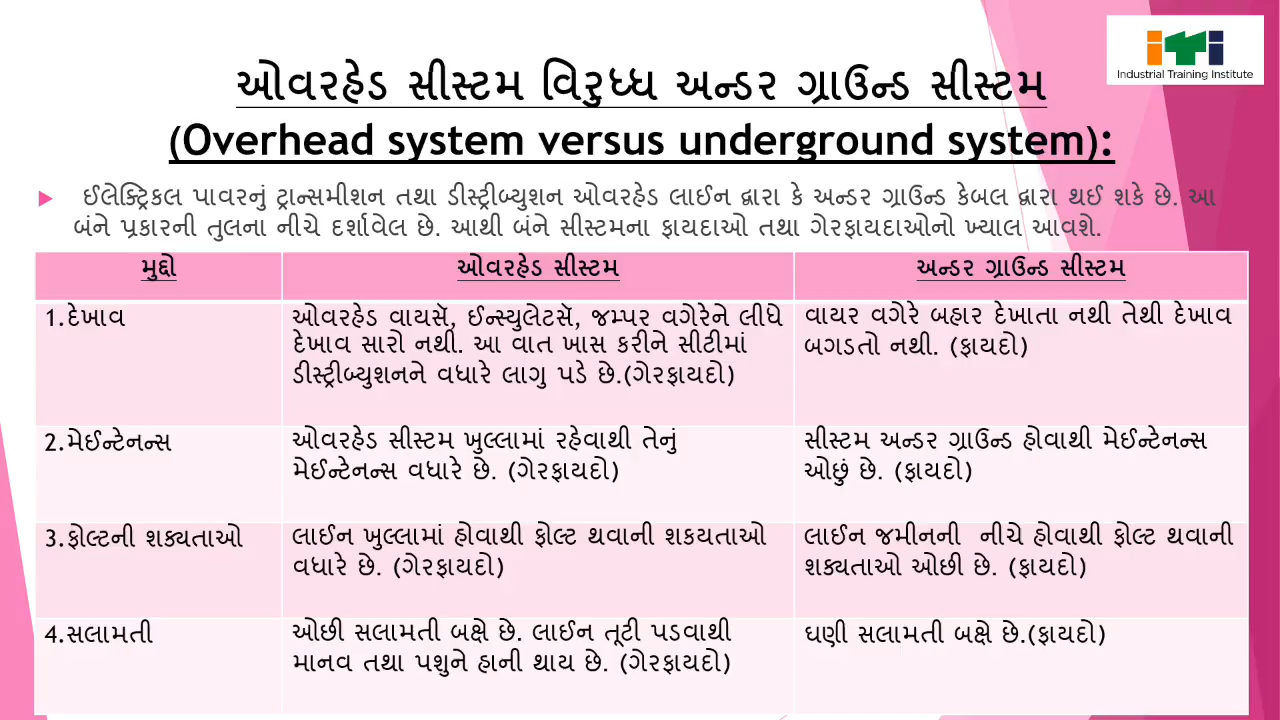 iTi
Industrial Training Institute
ઓવરહેડ સીસ્ટમ વિરુધ્ધ અન્ડર ગ્રાઉન્ડ સીસ્ટમ
(Overhead system versus underground system):
ઈલેક્ટ્રિકલ પાવરનું ટ્રાન્સમીશન તથા ડીસ્ટ્રીબ્યુશન ઓવરહેડ લાઈન દ્વારા કે અન્ડર ગ્રાઉન્ડ કેબલ દ્વારા થઈ શકે છે. આ
બંને પ્રકારની તુલના નીચે દર્શાવેલ છે. આથી બંને સીસ્ટમના ફાયદાઓ તથા ગેરફાયદાઓનો ખ્યાલ આવશે.
મુદ્દો
ઓવરહેડ સીસ્ટમ
અન્ડર ગ્રાઉન્ડ સીસ્ટમ
1.દેખાવ
ઓવરહેડ વાયર્સ, ઈન્સ્યુલેટર્સ, જમ્પર વગેરેને લીધે
દેખાવ સારો નથી. આ વાત ખાસ કરીને સીટીમાં
ડીસ્ટ્રીબ્યુશનને વધારે લાગુ પડે છે.(ગેરફાયદો)
વાયર વગેરે બહાર દેખાતા નથી તેથી દેખાવ
બગડતો નથી. (ફાયદો)
2.મેઈન્ટેનન્સ
ઓવરહેડ સીસ્ટમ ખુલ્લામાં રહેવાથી તેનું
મેઈન્ટેનન્સ વધારે છે. (ગેરફાયદો)
સીસ્ટમ અન્ડર ગ્રાઉન્ડ હોવાથી મેઈન્ટેનન્સ
ઓછું છે. (ફાયદો)
3.ફોલ્ટની શક્યતાઓ
લાઈન ખુલ્લામાં હોવાથી ફોલ્ટ થવાની શકયતાઓ
વધારે છે. (ગેરફાયદો)
લાઈન જમીનની  નીચે હોવાથી ફોલ્ટ થવાની
શક્યતાઓ ઓછી છે. (ફાયદો)
4.સલામતી
ઓછી સલામતી બક્ષે છે. લાઈન તૂટી પડવાથી
માનવ તથા પશુને હાની થાય છે. (ગેરફાયદો)
ઘણી સલામતી બક્ષે છે.(ફાયદો)